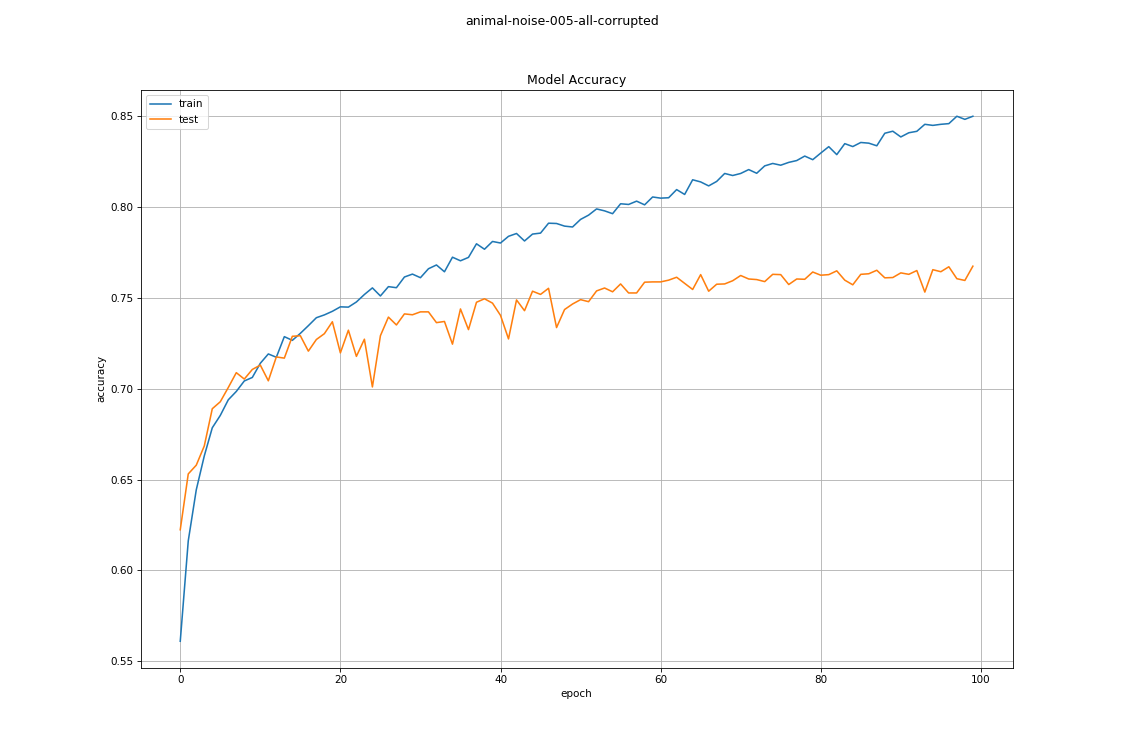 animal-noise-005-all-corrupted
Model Accuracy
train
test
0.85
0.80
0.75
0.70
0.65
0.60
0.55
accuracy
0 20 40 60 80 100
epoch